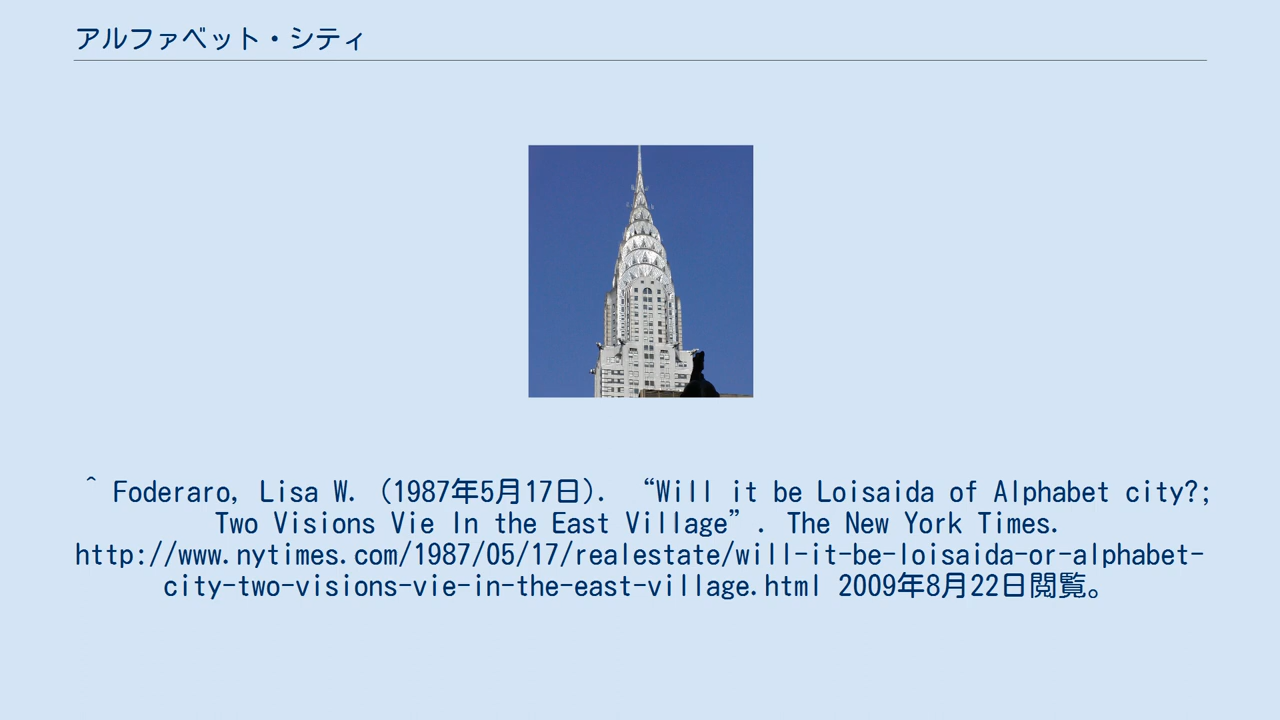 アルファベット・シティ
^ Foderaro, Lisa W. (1987年5月17日). “Will it be Loisaida of Alphabet city?;
Two Visions Vie In the East Village”. The New York Times.
http://www.nytimes.com/1987/05/17/realestate/will-it-be-loisaida-or-alphabet-
city-two-visions-vie-in-the-east-village.html 2009年8月22日閲覧。